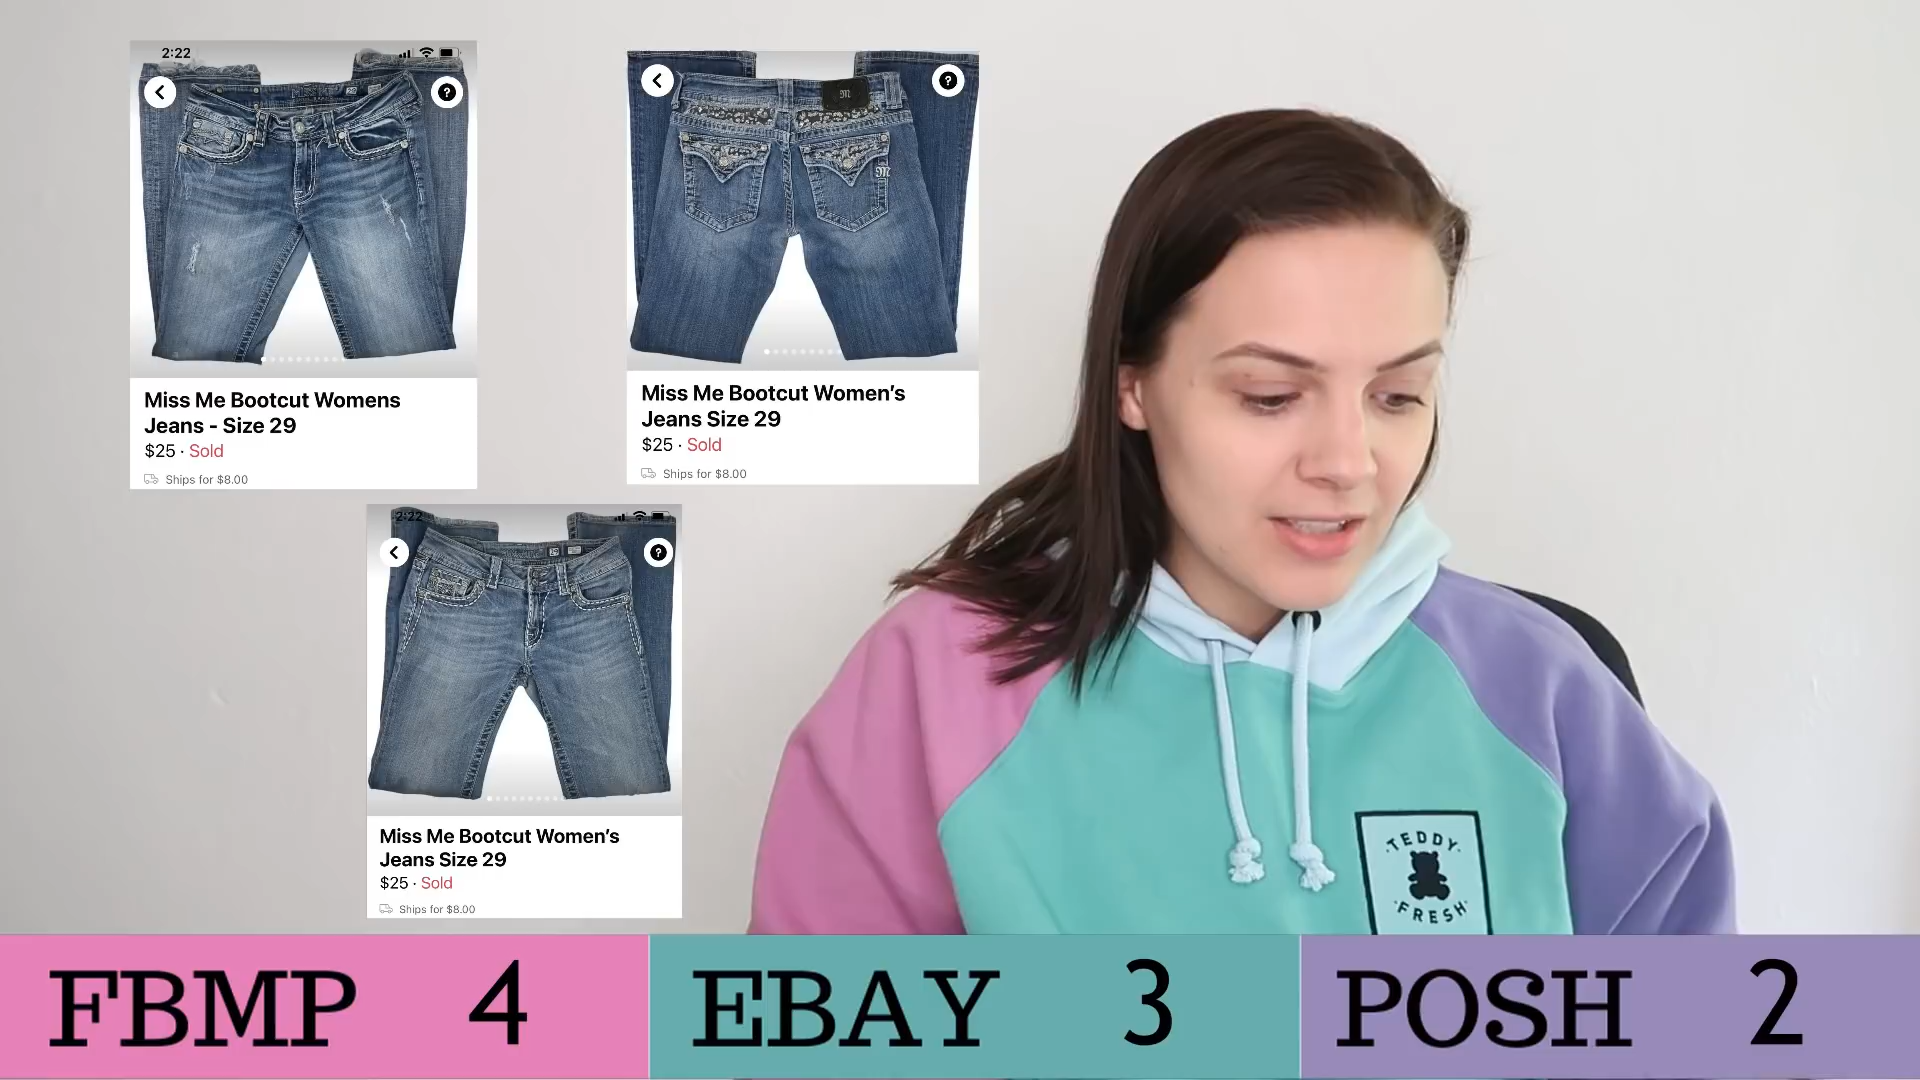 2:22
Miss Me Bootcut Womens
Jeans - Size 29
$25 · Sold
Ships for $8.00
M
M
Miss Me Bootcut Women's
Jeans Size 29
$25 · Sold
Ships for $8.00
2:22
29
Miss Me Bootcut Women's
Jeans Size 29
$25 · Sold
Ships for $8.00
TEDDY
FRESH
FBMP 4 EBAY 3 POSH 2